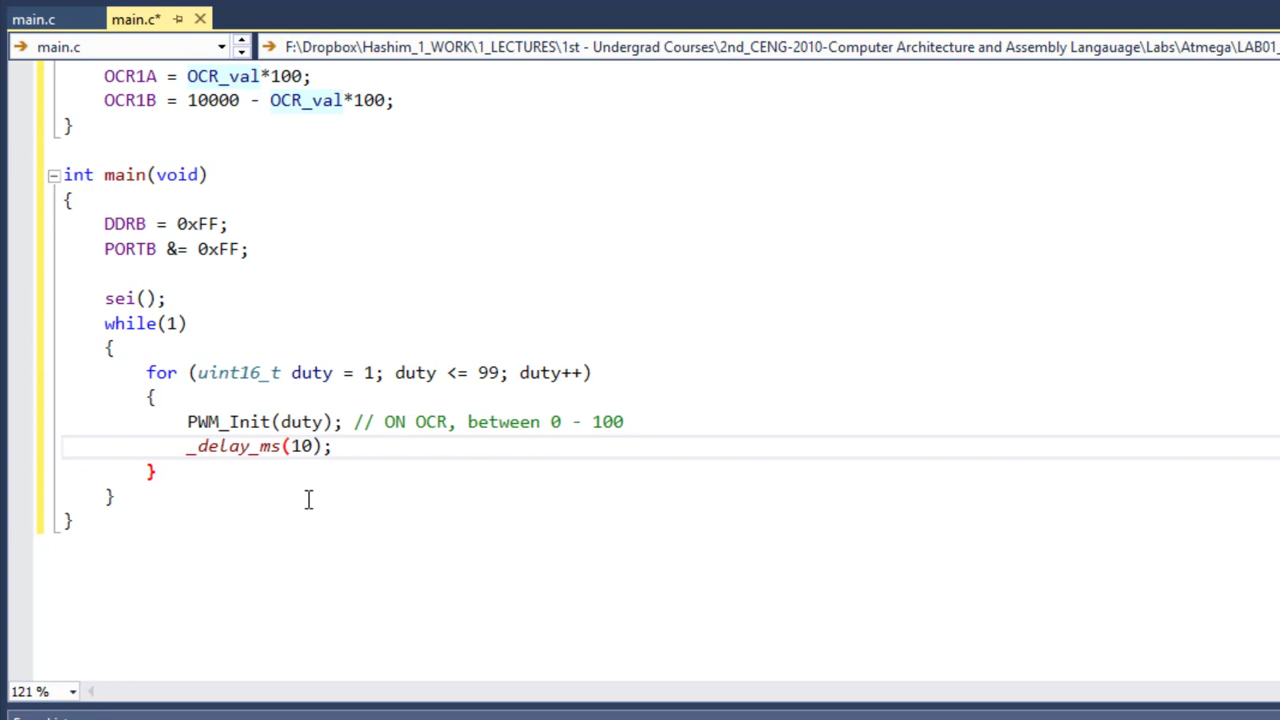 main.c
main.c*
main.c
F:\Dropbox\Hashim_1_WORK\1_LECTURES\1st - Undergrad Courses\2nd_CENG-2010-Computer Architecture and Assembly Langauage\Labs\Atmega\LAB01_
OCR1A = OCR_val*100;
OCR1B = 10000 - OCR_val*100;
}
int main(void)
{
DDRB = 0xFF;
PORTB &= 0xFF;
sei();
while(1)
{
for (uint16_t duty = 1; duty <= 99; duty++)
{
PWM_Init(duty); // ON OCR, between 0 - 100
_delay_ms(10);
}
}
}
121 %